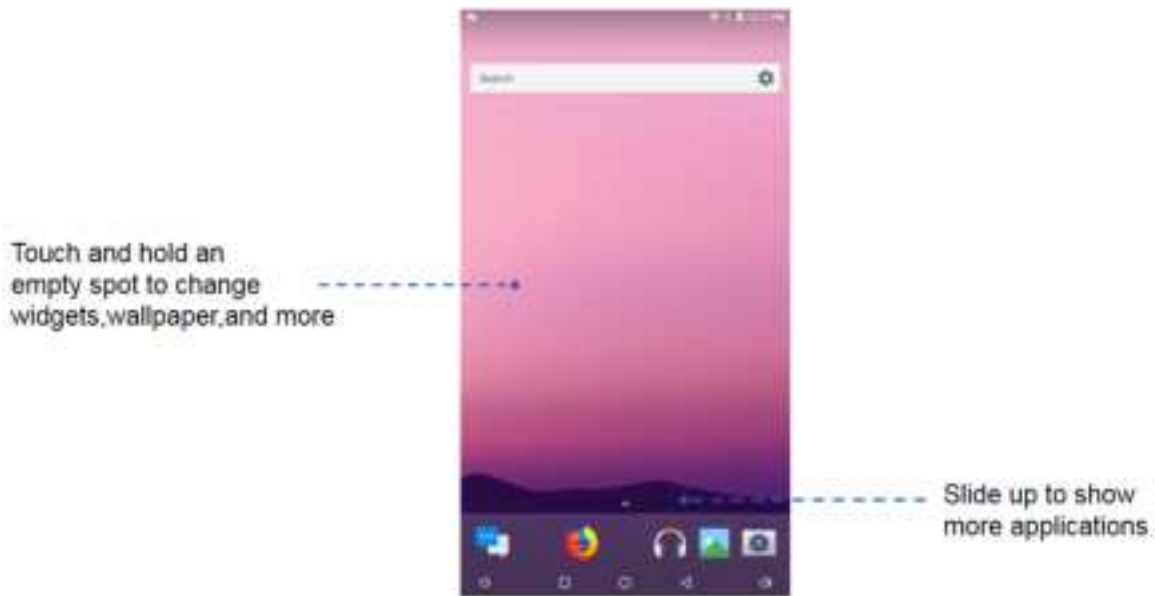 Search
Touch and hold an
empty spot to change
widgets,wallpaper,and more
Slide up to show
more applications